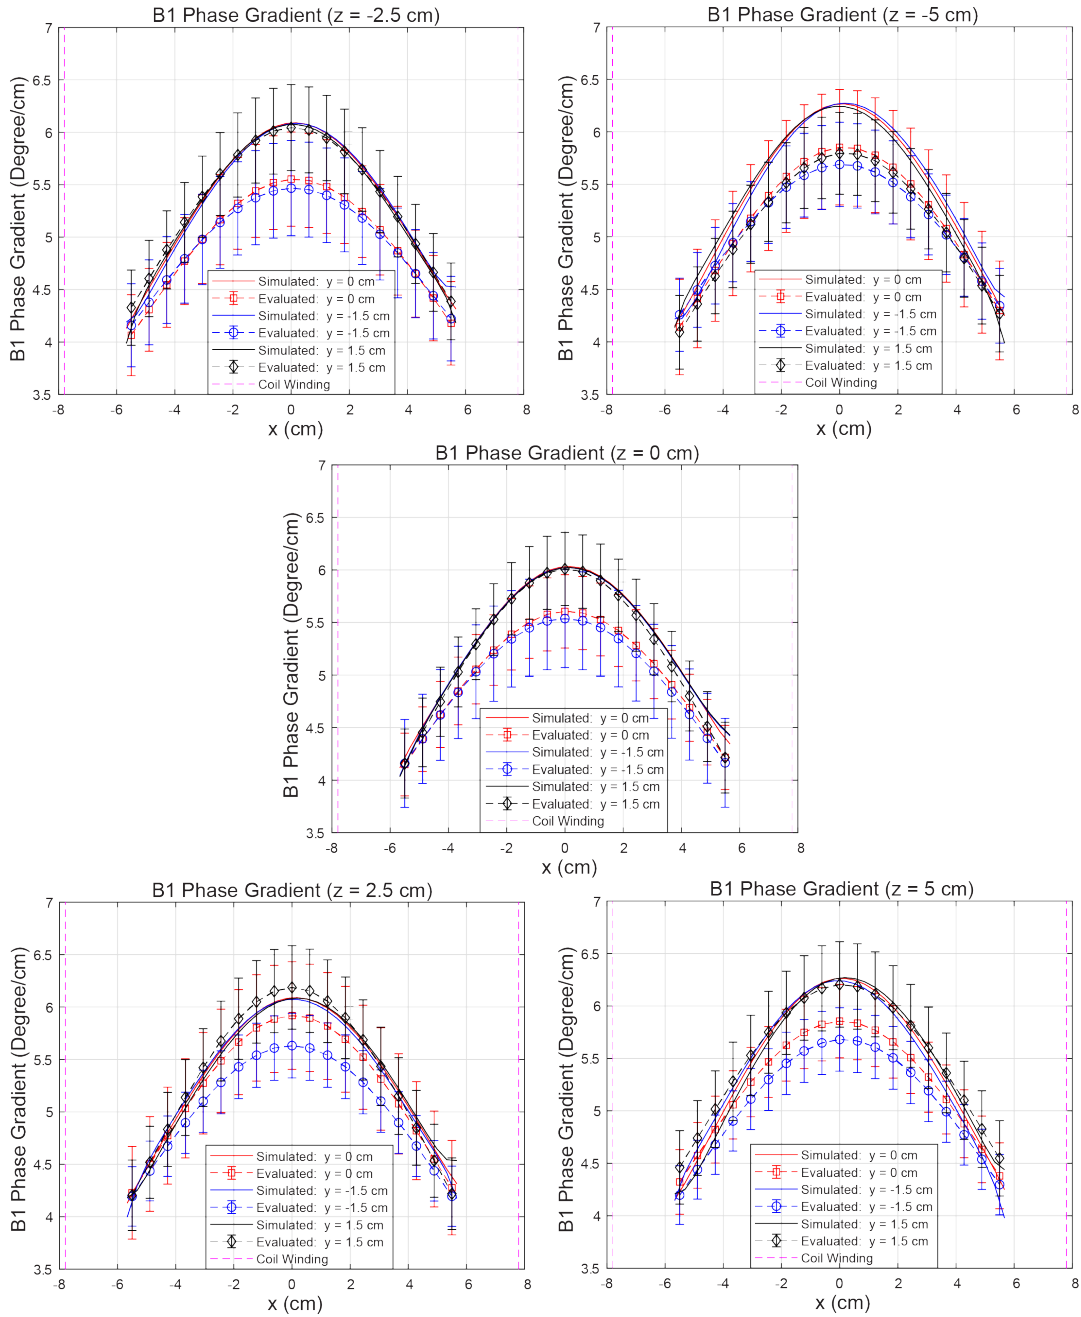 B1 Phase Gradient (z = -2.5 cm)
B1 Phase Gradient (Degree/cm)
7
6.5
6
5.5
5
4.5
4
3.5
-8
-6
-4
-2
0
2
4
6
8
x (cm)
Simulated: y = 0 cm
Evaluated: y = 0 cm
Simulated: y = -1.5 cm
Evaluated: y = -1.5 cm
Simulated: y = 1.5 cm
Evaluated: y = 1.5 cm
Coil Winding
B1 Phase Gradient (z = -5 cm)
B1 Phase Gradient (Degree/cm)
7
6.5
6
5.5
5
4.5
4
3.5
-8
-6
-4
-2
0
2
4
6
8
x (cm)
Simulated: y = 0 cm
Evaluated: y = 0 cm
Simulated: y = -1.5 cm
Evaluated: y = -1.5 cm
Simulated: y = 1.5 cm
Evaluated: y = 1.5 cm
Coil Winding
B1 Phase Gradient (z = 0 cm)
B1 Phase Gradient (Degree/cm)
7
6.5
6
5.5
5
4.5
4
3.5
-8
-6
-4
-2
0
2
4
6
8
x (cm)
Simulated: y = 0 cm
Evaluated: y = 0 cm
Simulated: y = -1.5 cm
Evaluated: y = -1.5 cm
Simulated: y = 1.5 cm
Evaluated: y = 1.5 cm
Coil Winding
B1 Phase Gradient (z = 2.5 cm)
B1 Phase Gradient (Degree/cm)
7
6.5
6
5.5
5
4.5
4
3.5
-8
-6
-4
-2
0
2
4
6
8
x (cm)
Simulated: y = 0 cm
Evaluated: y = 0 cm
Simulated: y = -1.5 cm
Evaluated: y = -1.5 cm
Simulated: y = 1.5 cm
Evaluated: y = 1.5 cm
Coil Winding
B1 Phase Gradient (z = 5 cm)
B1 Phase Gradient (Degree/cm)
7
6.5
6
5.5
5
4.5
4
3.5
-8
-6
-4
-2
0
2
4
6
8
x (cm)
Simulated: y = 0 cm
Evaluated: y = 0 cm
Simulated: y = -1.5 cm
Evaluated: y = -1.5 cm
Simulated: y = 1.5 cm
Evaluated: y = 1.5 cm
Coil Winding